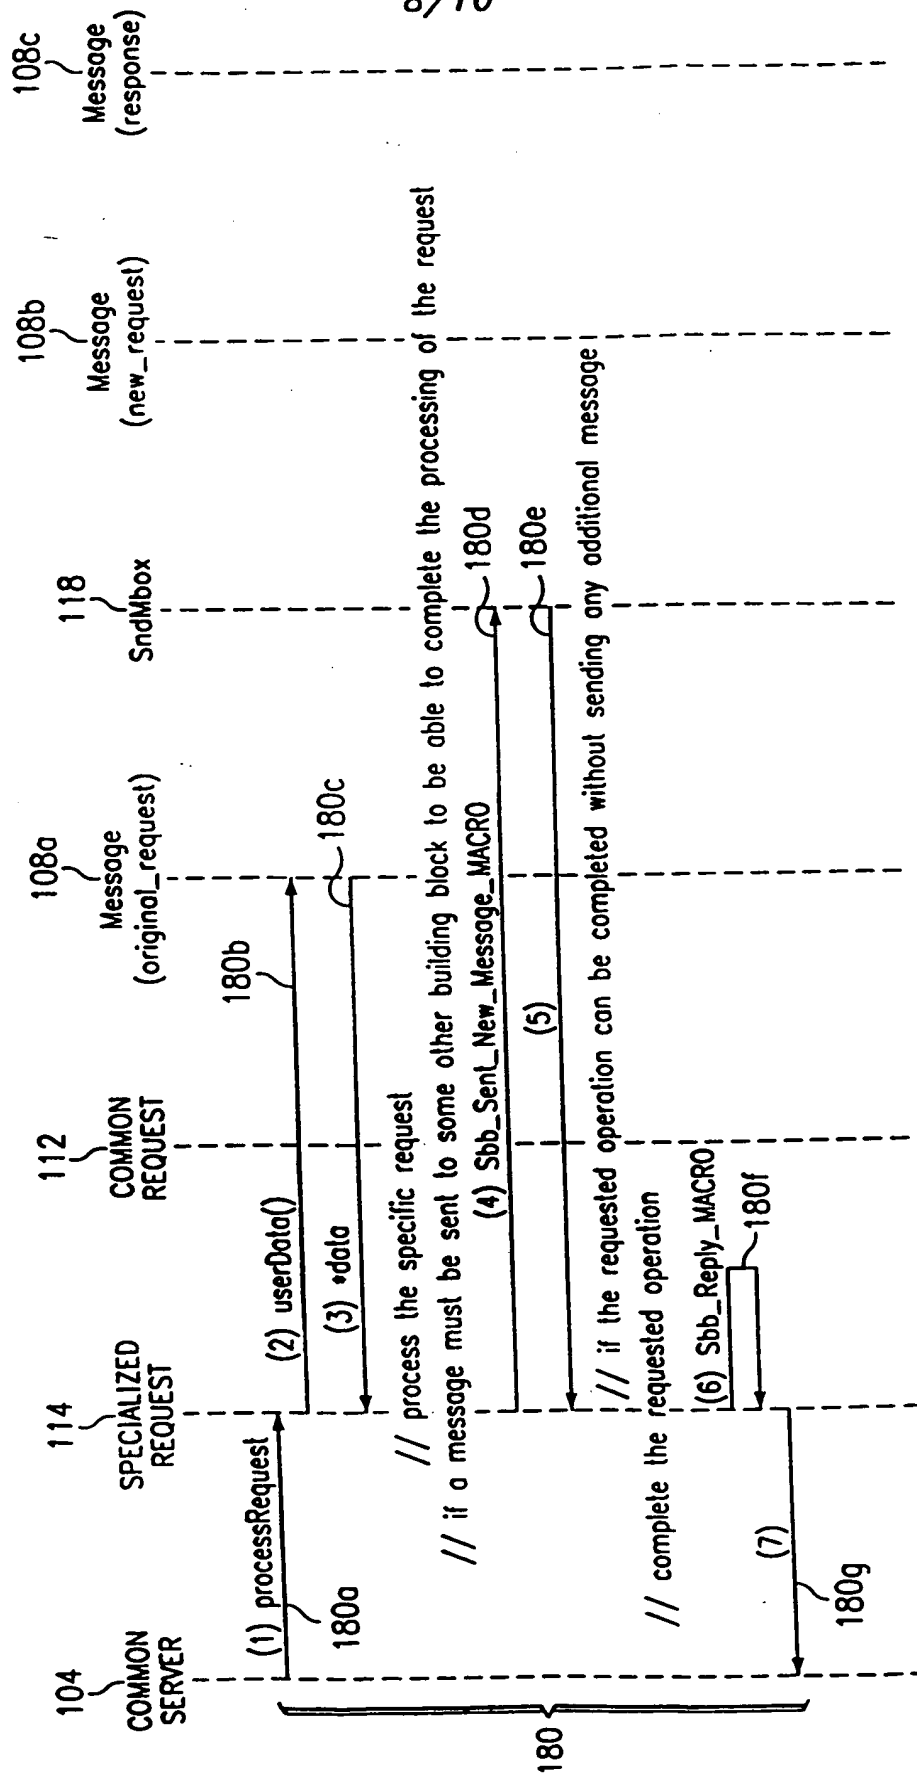 8/10
104
COMMON
SERVER
114
SPECIALIZED
REQUEST
112
COMMON
REQUEST
108a
Message
(original_request)
118
SndMbox
108b
Message
(new_request)
108c
Message
(response)
(1) processRequest
180a
(2) userData()
180b
(3) *data
180c
// process the specific request
// if a message must be sent to some other building block to be able to complete the processing of the request
(4) Sbb_Sent_New_Message_MACRO
180d
(5)
180e
// if the requested operation can be completed without sending any additional message
// complete the requested operation
(6) Sbb_Reply_MACRO
180f
(7)
180g
180